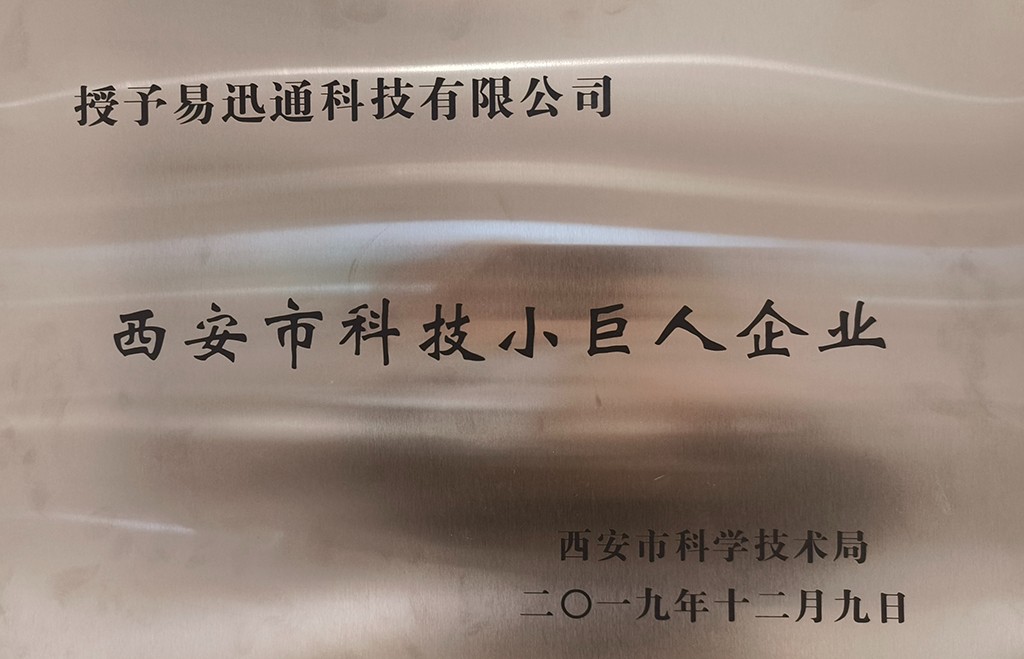 授予易迅通科技有限公司
西安市科技小巨人企业
西安市科学技术局
二〇一九年十二月九日